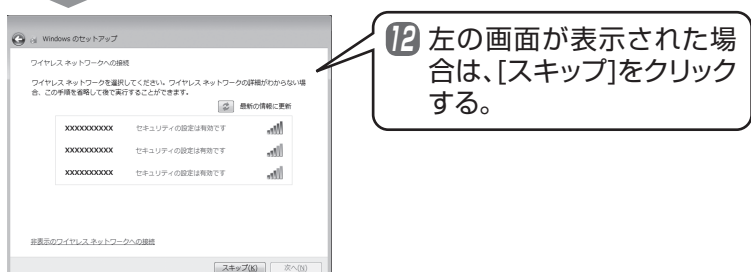 Windows のセットアップ
ワイヤレス ネットワークへの接続
ワイヤレス ネットワークを選択してください。ワイヤレス ネットワークの詳細がわからない場
合、この手順を省略して後で実行することができます。
最新の情報に更新
XXXXXXXXXX セキュリティの設定は有効です
XXXXXXXXXX セキュリティの設定は有効です
XXXXXXXXXX セキュリティの設定は有効です
非表示のワイヤレス ネットワークへの接続
スキップ(K) 次へ(N)
12 左の画面が表示された場
合は、[スキップ]をクリック
する。